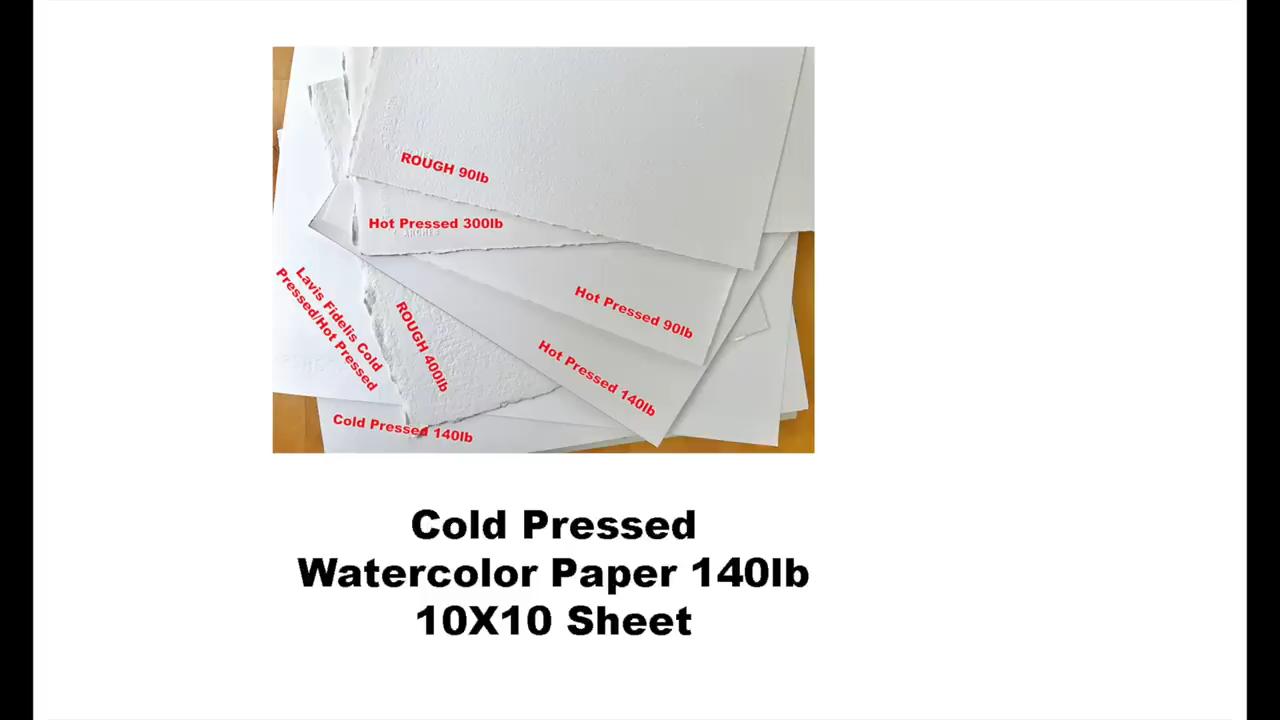 ROUGH 90lb
Hot Pressed 300lb
ARCHES
Hot Pressed 90lb
Lavis Fidelis Cold
Pressed/Hot Pressed
ROUGH 400lb
Hot Pressed 140lb
Cold Pressed 140lb
Cold Pressed
Watercolor Paper 140lb
10X10 Sheet